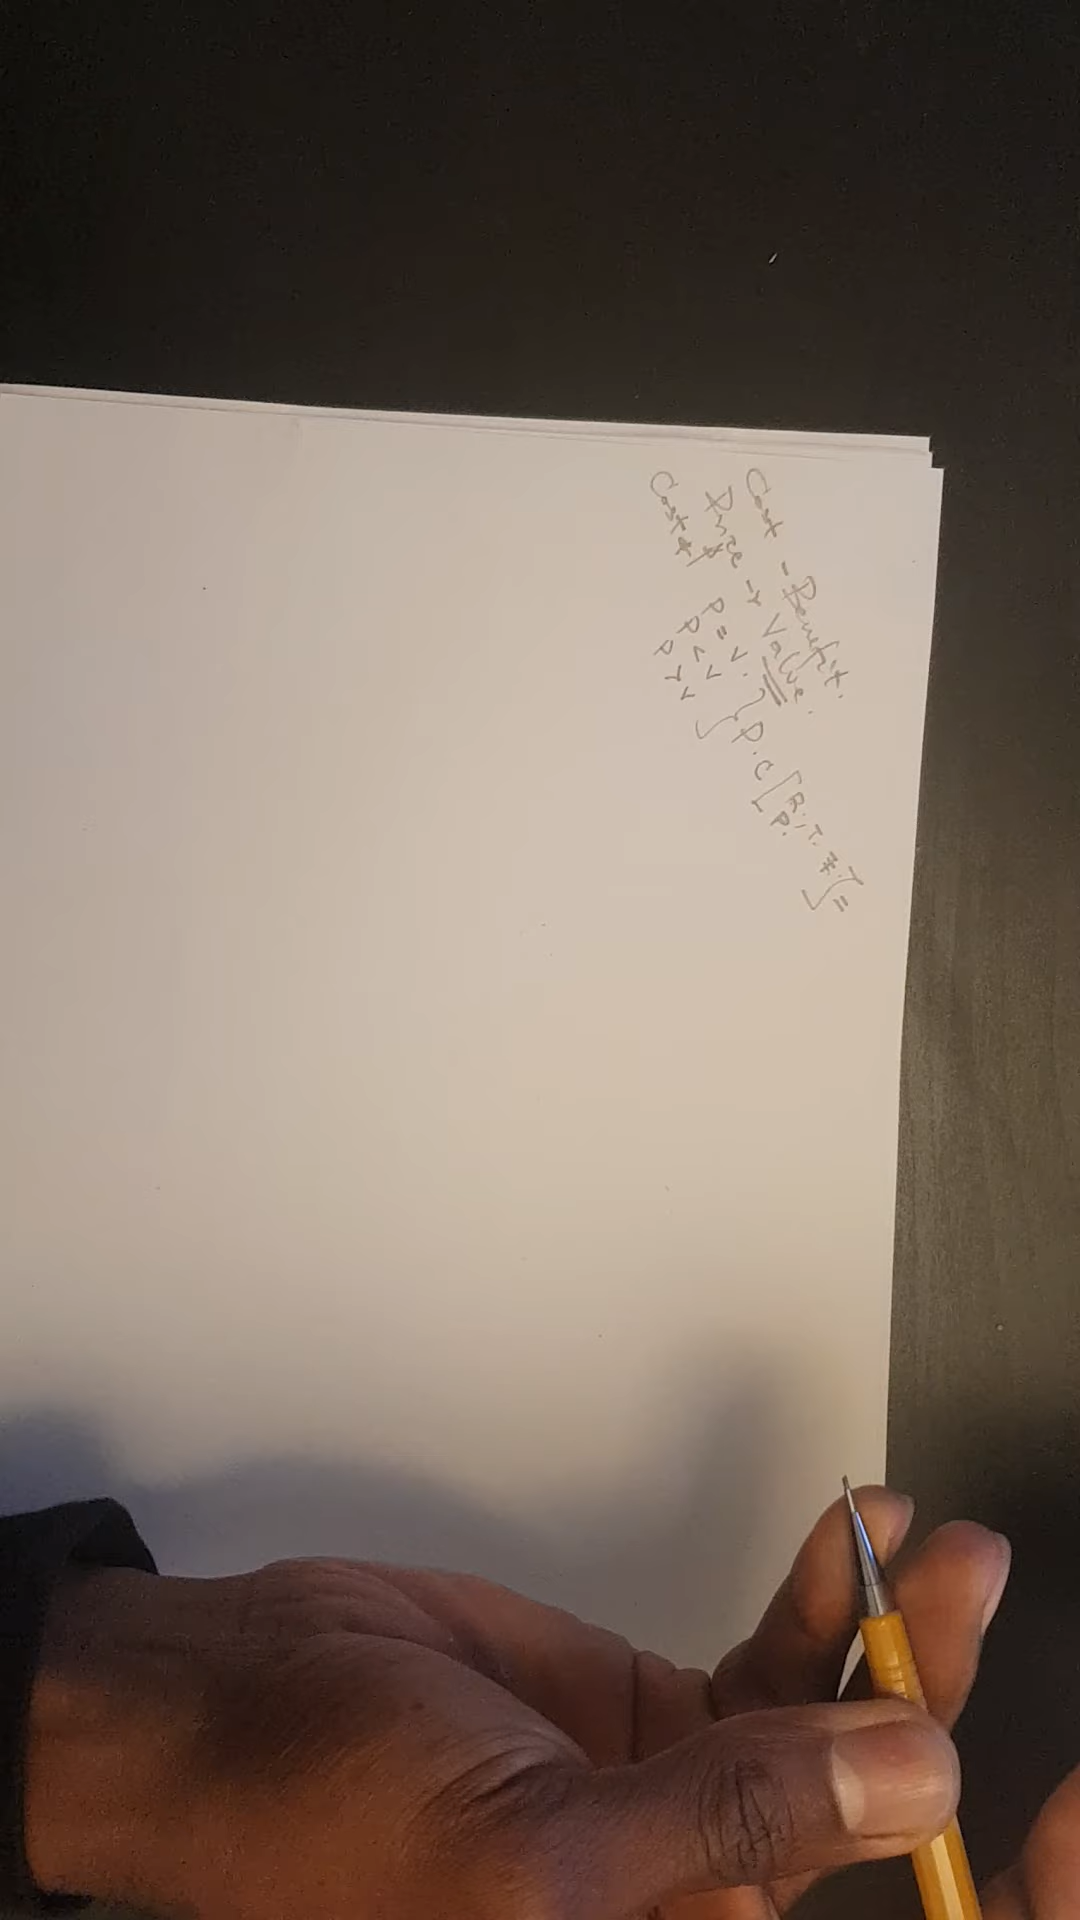 Cost - Benefit.
Price → Value.
Cost
P = V.
P < V
P > V
P.C
R. T.
P.